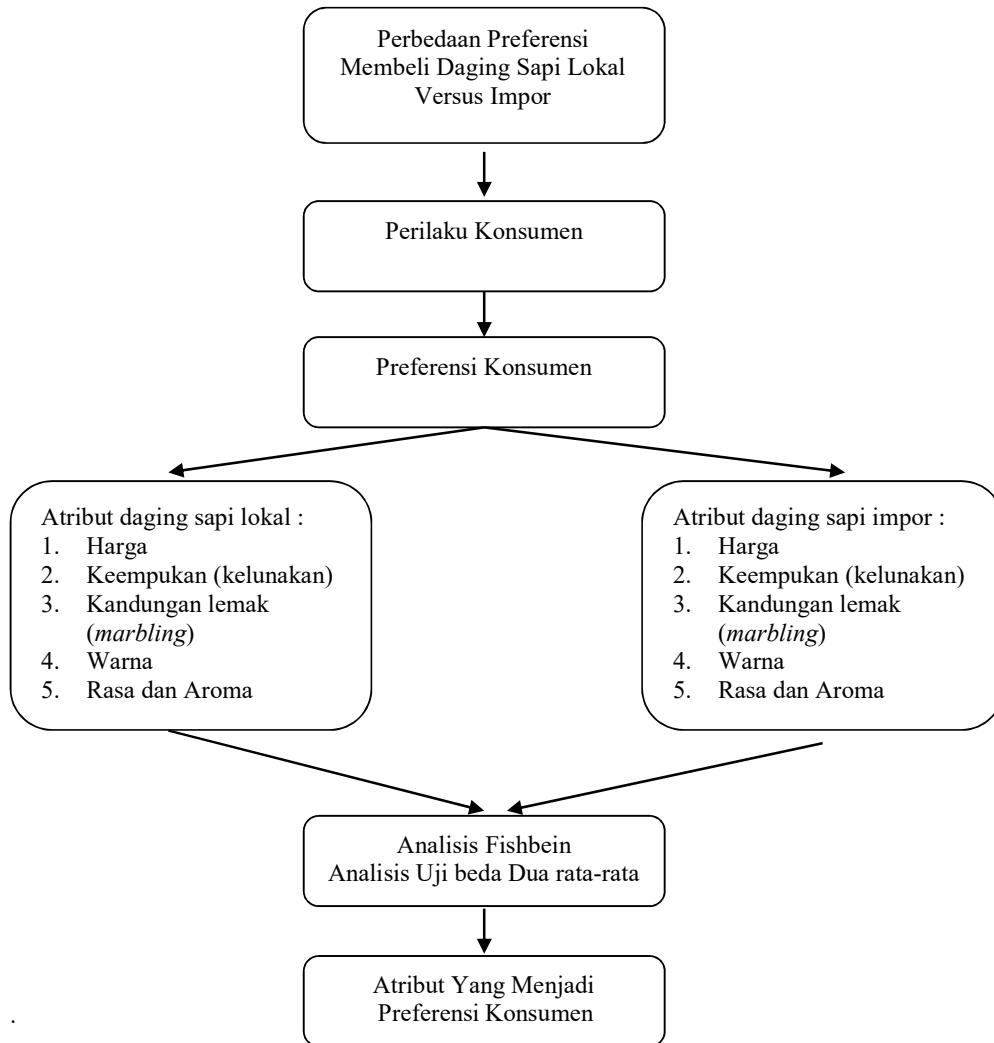 Perbedaan Preferensi
Membeli Daging Sapi Lokal
Versus Impor
Perilaku Konsumen
Preferensi Konsumen
Atribut daging sapi lokal :
1. Harga
2. Keempukan (kelunakan)
3. Kandungan lemak
(marbling)
4. Warna
5. Rasa dan Aroma
Atribut daging sapi impor :
1. Harga
2. Keempukan (kelunakan)
3. Kandungan lemak
(marbling)
4. Warna
5. Rasa dan Aroma
Analisis Fishbein
Analisis Uji beda Dua rata-rata
Atribut Yang Menjadi
Preferensi Konsumen
.